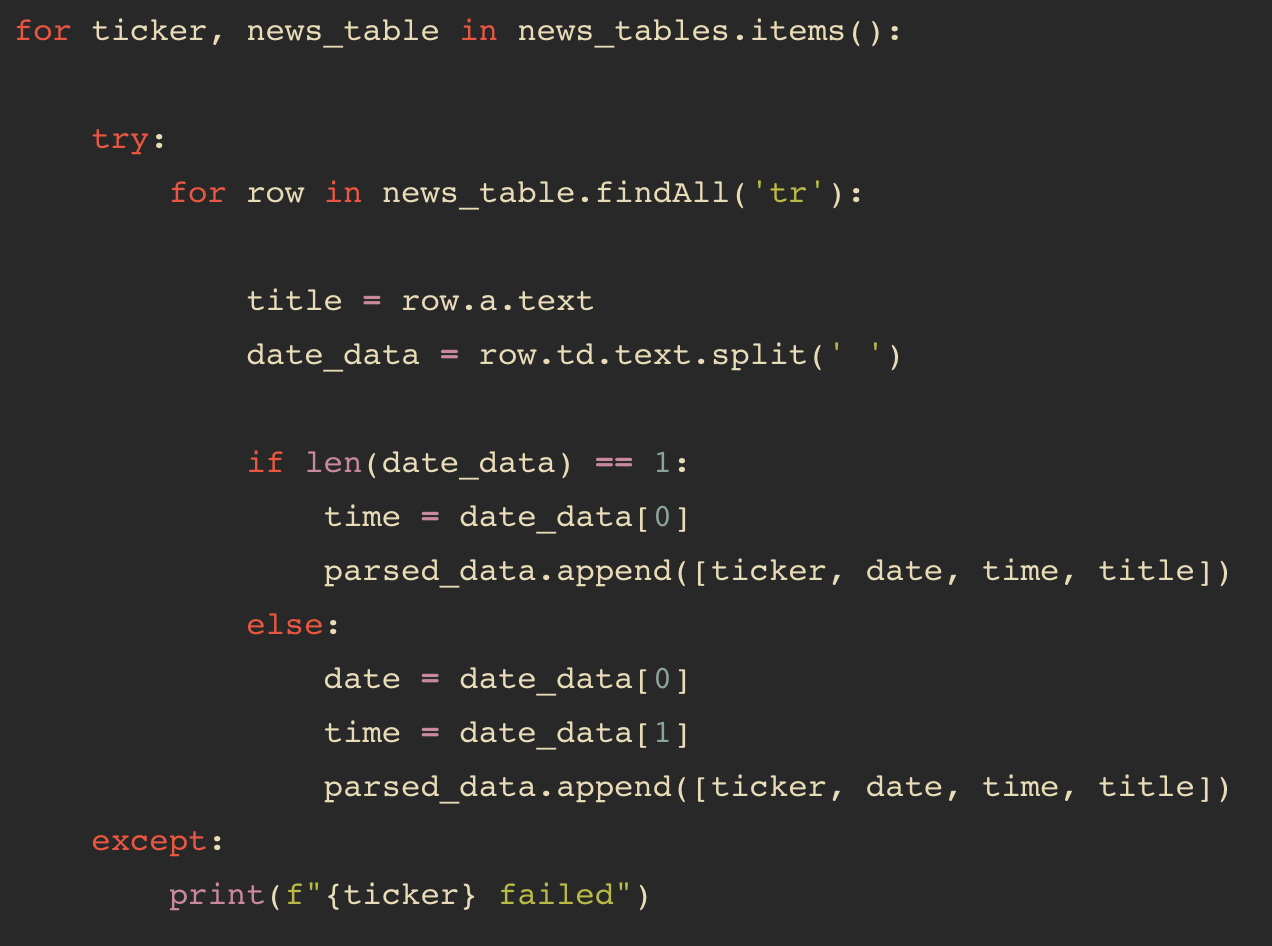 for ticker, news_table in news_tables.items():
    try:
        for row in news_table.findAll('tr'):
            title = row.a.text
            date_data = row.td.text.split(' ')
            if len(date_data) == 1:
                time = date_data[0]
                parsed_data.append([ticker, date, time, title])
            else:
                date = date_data[0]
                time = date_data[1]
                parsed_data.append([ticker, date, time, title])
    except:
        print(f"{ticker} failed")